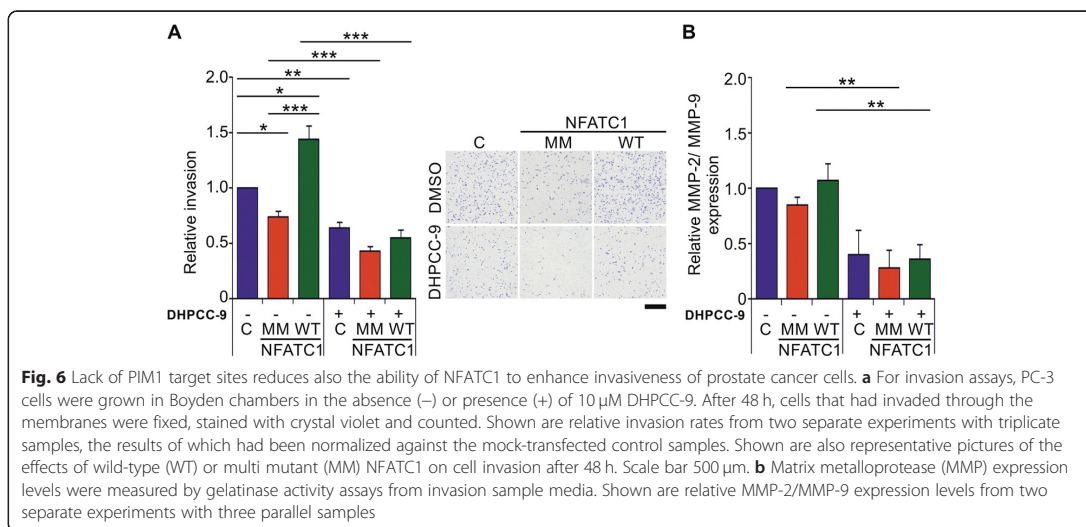 A
B
***
***
**
*
***
*
2.0
1.5
1.0
0.5
0
Relative invasion
DHPCC-9
- - - + + +
C MM WT C MM WT
NFATC1 NFATC1
NFATC1
C MM WT
DMSO
DHPCC-9
**
**
2.0
1.5
1.0
0.5
0
Relative MMP-2/ MMP-9
expression
DHPCC-9
- - - + + +
C MM WT C MM WT
NFATC1 NFATC1
Fig. 6 Lack of PIM1 target sites reduces also the ability of NFATC1 to enhance invasiveness of prostate cancer cells. a For invasion assays, PC-3
cells were grown in Boyden chambers in the absence (−) or presence (+) of 10 μM DHPCC-9. After 48 h, cells that had invaded through the
membranes were fixed, stained with crystal violet and counted. Shown are relative invasion rates from two separate experiments with triplicate
samples, the results of which had been normalized against the mock-transfected control samples. Shown are also representative pictures of the
effects of wild-type (WT) or multi mutant (MM) NFATC1 on cell invasion after 48 h. Scale bar 500 μm. b Matrix metalloprotease (MMP) expression
levels were measured by gelatinase activity assays from invasion sample media. Shown are relative MMP-2/MMP-9 expression levels from two
separate experiments with three parallel samples